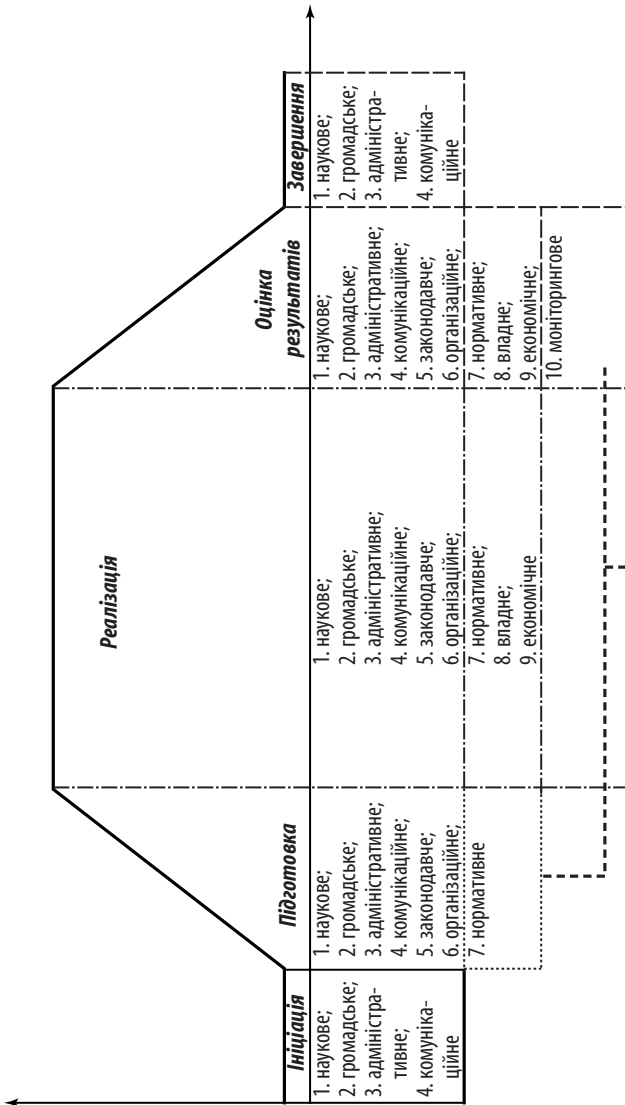 Ініціація
1. наукове;
2. громадське;
3. адміністра-
тивне;
4. комуніка-
ційне
Підготовка
1. наукове;
2. громадське;
3. адміністративне;
4. комунікаційне;
5. законодавче;
6. організаційне;
7. нормативне
Реалізація
1. наукове;
2. громадське;
3. адміністративне;
4. комунікаційне;
5. законодавче;
6. організаційне;
7. нормативне;
8. владне;
9. економічне
Оцінка
результатів
1. наукове;
2. громадське;
3. адміністративне;
4. комунікаційне;
5. законодавче;
6. організаційне;
7. нормативне;
8. владне;
9. економічне;
10. моніторингове
Завершення
1. наукове;
2. громадське;
3. адміністра-
тивне;
4. комуніка-
ційне